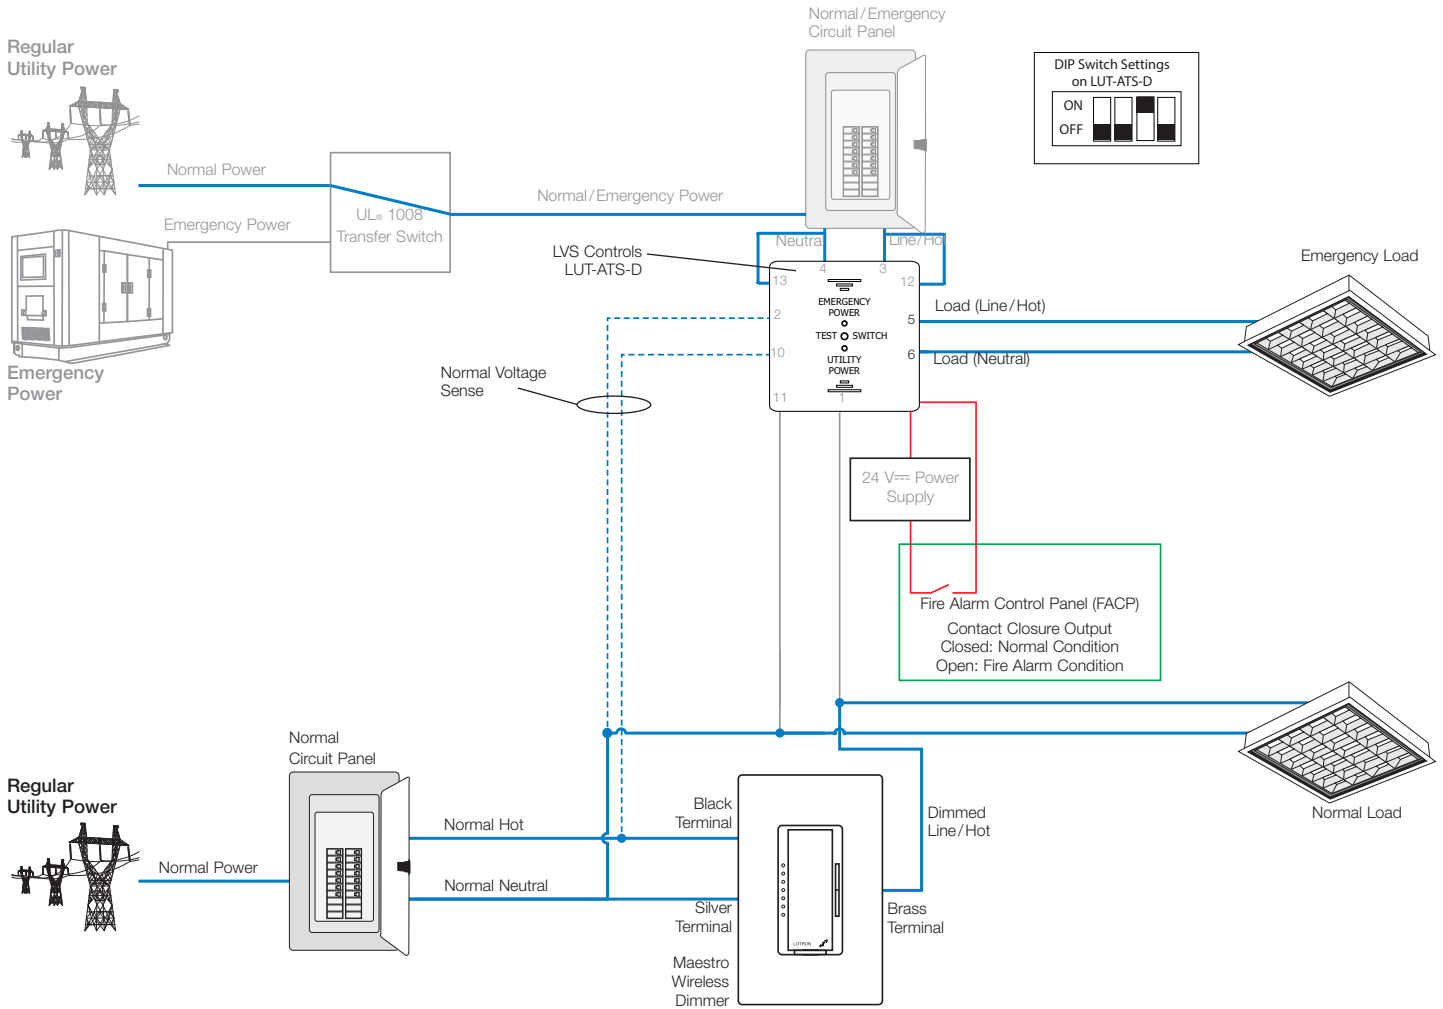 Normal/Emergency
Circuit Panel
Regular
Utility Power
DIP Switch Settings
on LUT-ATS-D
ON
OFF
Normal Power
Normal/Emergency Power
UL® 1008
Transfer Switch
Emergency Power
Neutral
Line/Hot
LVS Controls
LUT-ATS-D
4
3
13
12
EMERGENCY
POWER
2
5
TEST
SWITCH
10
6
UTILITY
POWER
11
1
Load (Line/Hot)
Load (Neutral)
Emergency Load
Emergency
Power
Normal Voltage
Sense
24 V⎓ Power
Supply
Fire Alarm Control Panel (FACP)
Contact Closure Output
Closed: Normal Condition
Open: Fire Alarm Condition
Normal
Circuit Panel
Regular
Utility Power
Normal Power
Normal Hot
Normal Neutral
Black
Terminal
Silver
Terminal
Maestro
Wireless
Dimmer
LUTRON
Dimmed
Line/Hot
Brass
Terminal
Normal Load